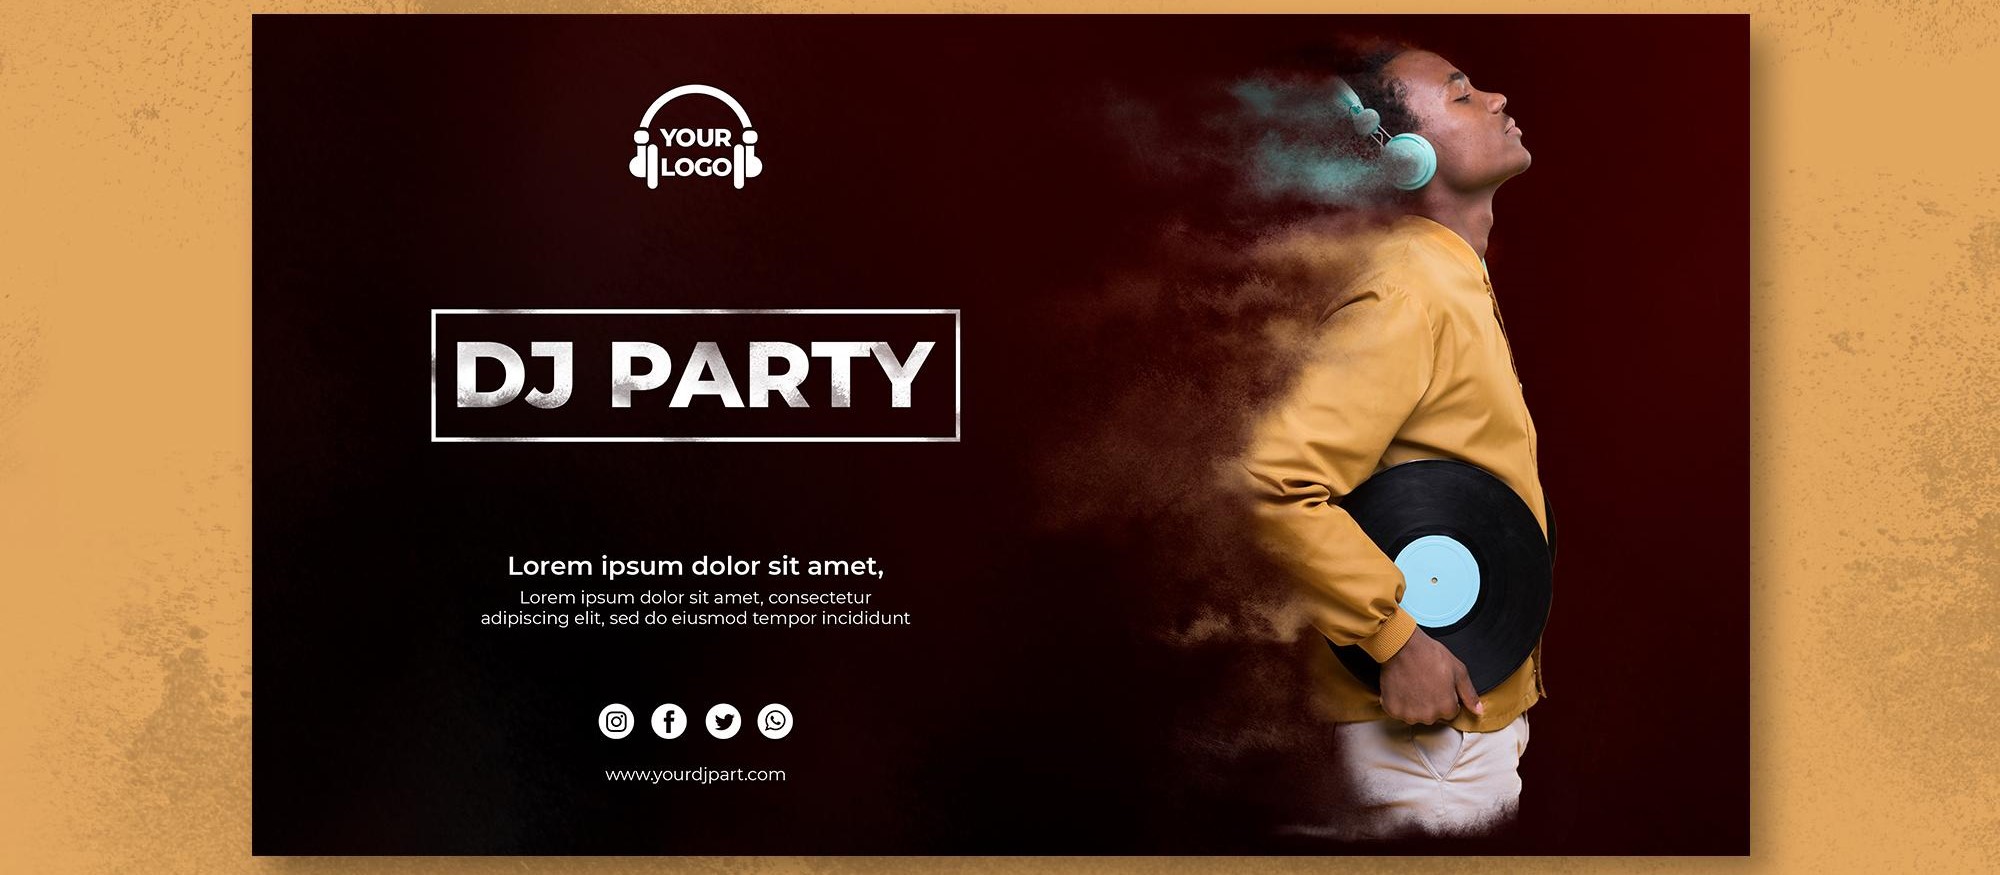 YOUR
LOGO
DJ PARTY
Lorem ipsum dolor sit amet,
Lorem ipsum dolor sit amet, consectetur
adipiscing elit, sed do eiusmod tempor incididunt
www.yourdjpart.com